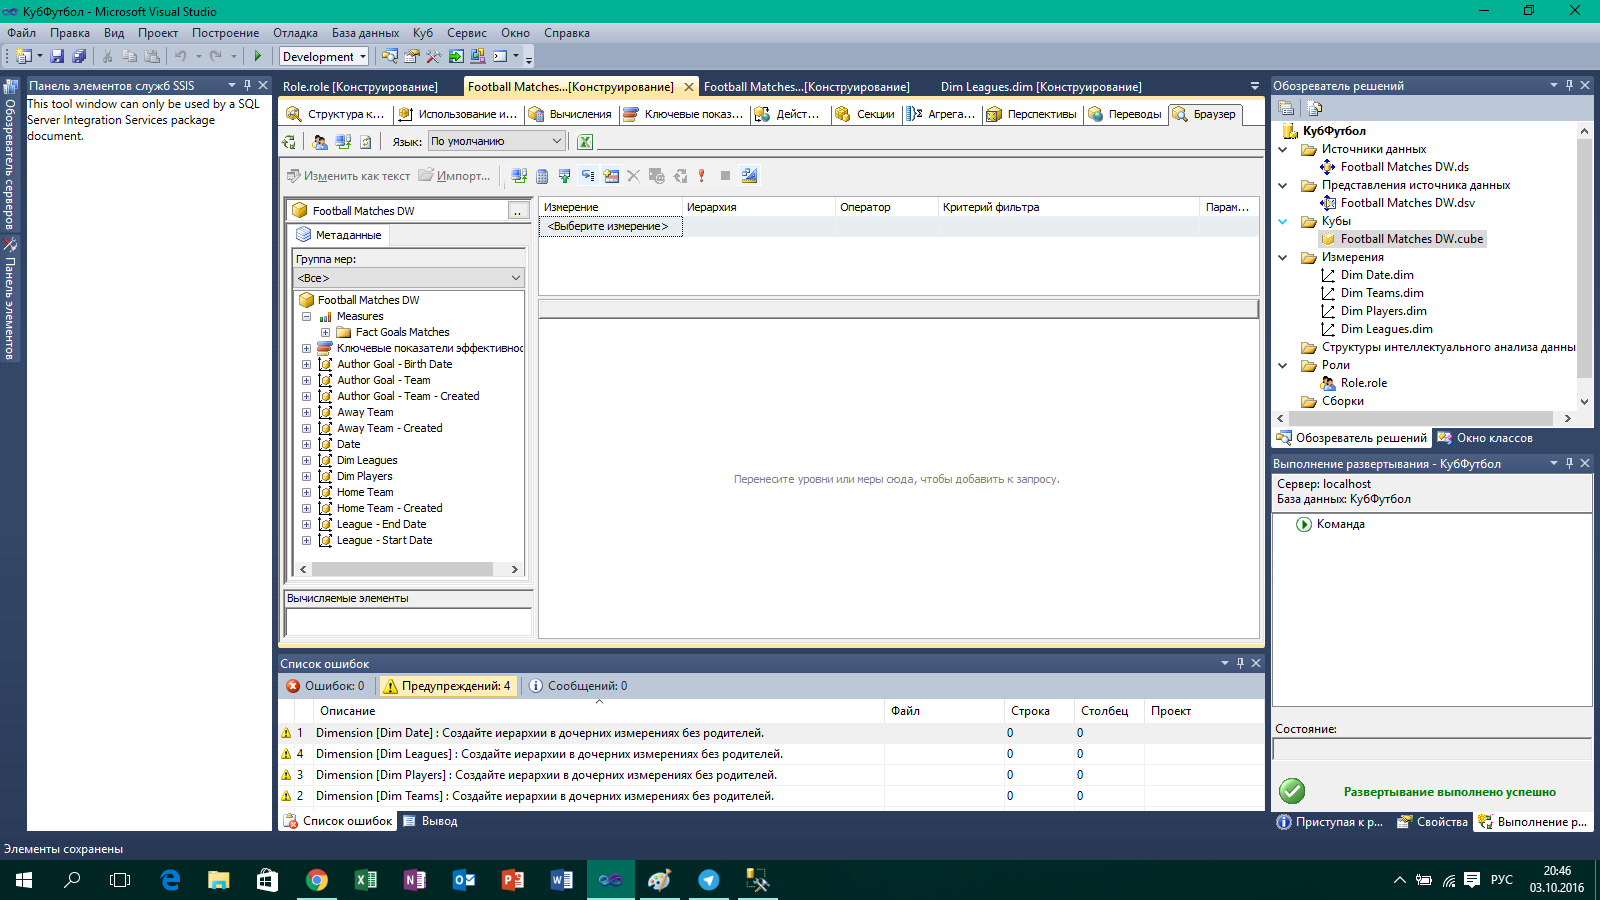 КубФутбол - Microsoft Visual Studio
Файл Правка Вид Проект Построение Отладка База данных Куб Сервис Окно Справка
Development
Обозреватель серверов
Панель элементов
Панель элементов служб SSIS
This tool window can only be used by a SQL
Server Integration Services package
document.
Role.role [Конструирование] Football Matches...[Конструирование] Football Matches...[Конструирование] Dim Leagues.dim [Конструирование]
Структура к... Использование и... Вычисления Ключевые показ... Дейст... Секции Агрега... Перспективы Переводы Браузер
Язык: По умолчанию
Изменить как текст Импорт...
Football Matches DW ..
Метаданные
Группа мер:
<Все>
Football Matches DW
Measures
Fact Goals Matches
Ключевые показатели эффективнос
Author Goal - Birth Date
Author Goal - Team
Author Goal - Team - Created
Away Team
Away Team - Created
Date
Dim Leagues
Dim Players
Home Team
Home Team - Created
League - End Date
League - Start Date
Вычисляемые элементы
Измерение Иерархия Оператор Критерий фильтра Парам...
<Выберите измерение>
Перенесите уровни или меры сюда, чтобы добавить к запросу.
Список ошибок
Ошибок: 0 Предупреждений: 4 Сообщений: 0
Описание Файл Строка Столбец Проект
1 Dimension [Dim Date] : Создайте иерархии в дочерних измерениях без родителей. 0 0
4 Dimension [Dim Leagues] : Создайте иерархии в дочерних измерениях без родителей. 0 0
3 Dimension [Dim Players] : Создайте иерархии в дочерних измерениях без родителей. 0 0
2 Dimension [Dim Teams] : Создайте иерархии в дочерних измерениях без родителей. 0 0
Список ошибок Вывод
Обозреватель решений
КубФутбол
Источники данных
Football Matches DW.ds
Представления источника данных
Football Matches DW.dsv
Кубы
Football Matches DW.cube
Измерения
Dim Date.dim
Dim Teams.dim
Dim Players.dim
Dim Leagues.dim
Структуры интеллектуального анализа данны
Роли
Role.role
Сборки
Обозреватель решений Окно классов
Выполнение развертывания - КубФутбол
Сервер: localhost
База данных: КубФутбол
Команда
Состояние:
Развертывание выполнено успешно
Приступая к р... Свойства Выполнение р...
Элементы сохранены
РУС
20:46
03.10.2016